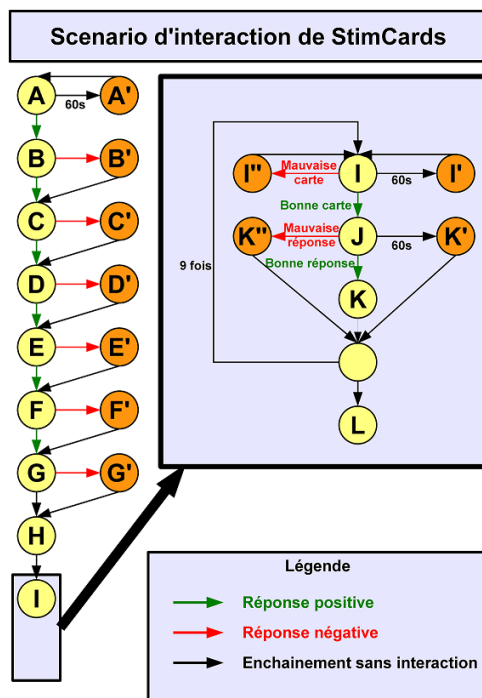 Scenario d'interaction de StimCards
A
60s
A'
B
B'
C
C'
D
D'
E
E'
F
F'
G
G'
H
I
I''
Mauvaise
carte
I
60s
I'
Bonne carte
K''
Mauvaise
réponse
J
60s
K'
Bonne réponse
9 fois
K
L
Légende
Réponse positive
Réponse négative
Enchainement sans interaction